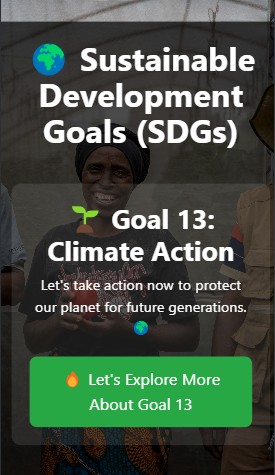 🌍 Sustainable
Development
Goals (SDGs)
🌱 Goal 13:
Climate Action
Let's take action now to protect
our planet for future generations.
🌍
🔥 Let's Explore More
About Goal 13